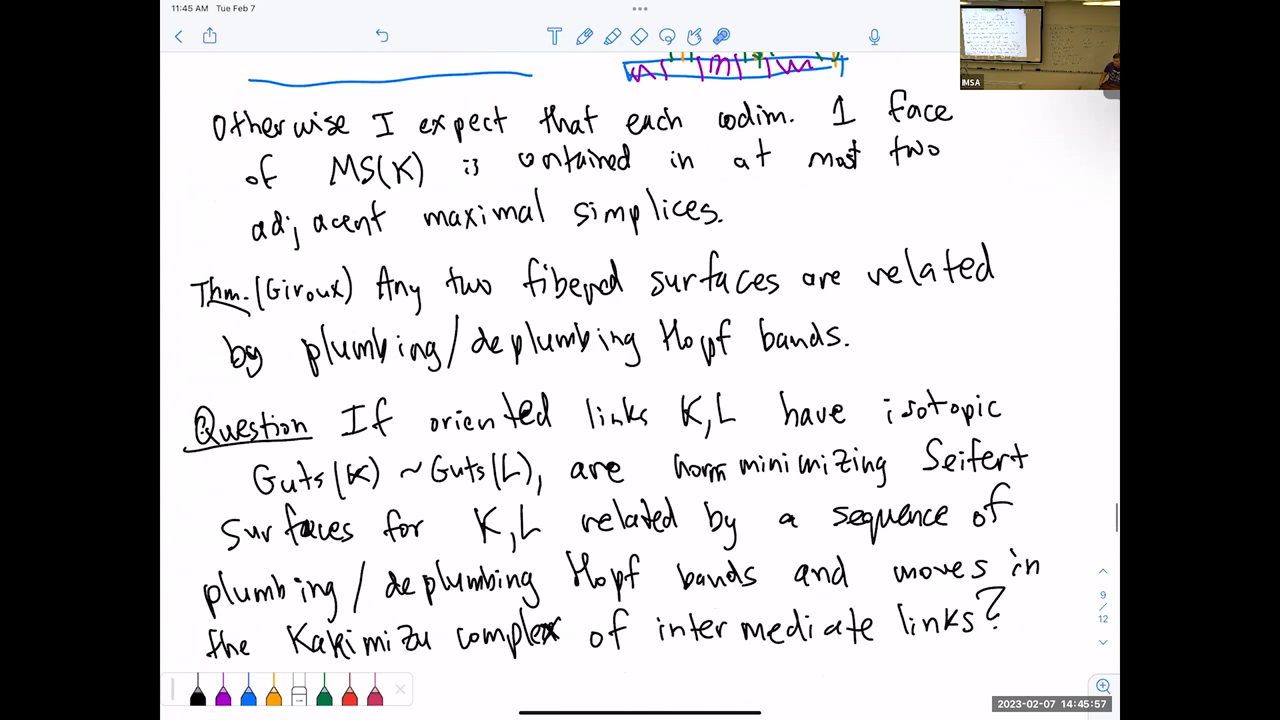 11:45 AM Tue Feb 7
Otherwise I expect that each codim. 1 face
of MS(K) is contained in at most two
adjacent maximal simplices.
Thm. (Giroux) Any two fibered surfaces are related
by plumbing/deplumbing Hopf bands.
Question If oriented links K, L have isotopic
Guts(K) ~ Guts(L), are norm minimizing Seifert
surfaces for K, L related by a sequence of
plumbing/deplumbing Hopf bands and moves in
the Kakimizu complex of intermediate links?
9
/
12
IMSA
2023-02-07 14:45:57